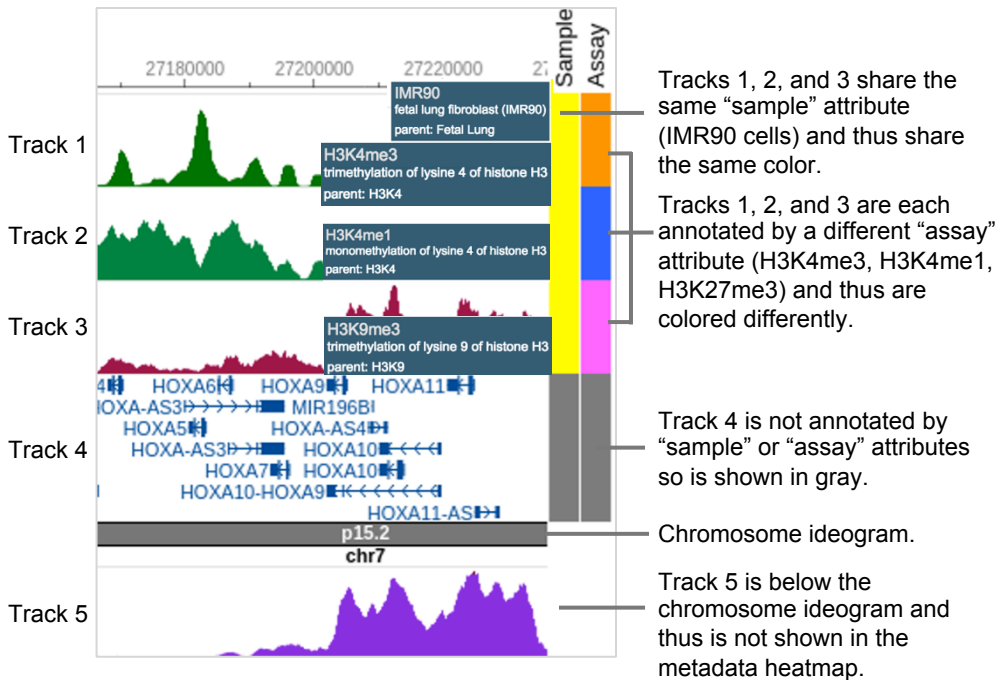 27180000
27200000
27220000
27
Sample
Assay
IMR90
fetal lung fibroblast (IMR90)
parent: Fetal Lung
Track 1
H3K4me3
trimethylation of lysine 4 of histone H3
parent: H3K4
Track 2
H3K4me1
monomethylation of lysine 4 of histone H3
parent: H3K4
Track 3
H3K9me3
trimethylation of lysine 9 of histone H3
parent: H3K9
Track 4
4 HOXA6 HOXA9 HOXA11
HOXA-AS3 MIR196B
HOXA5 HOXA-AS4
HOXA-AS3 HOXA10
HOXA7 HOXA10
HOXA10-HOXA9
HOXA11-AS
p15.2
chr7
Track 5
Tracks 1, 2, and 3 share the
same “sample” attribute
(IMR90 cells) and thus share
the same color.
Tracks 1, 2, and 3 are each
annotated by a different “assay”
attribute (H3K4me3, H3K4me1,
H3K27me3) and thus are
colored differently.
Track 4 is not annotated by
“sample” or “assay” attributes
so is shown in gray.
Chromosome ideogram.
Track 5 is below the
chromosome ideogram and
thus is not shown in the
metadata heatmap.